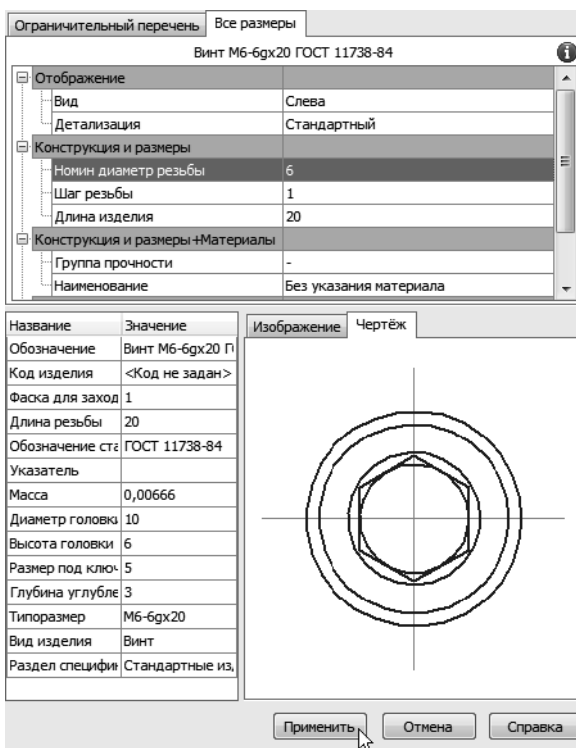 Ограничительный перечень Все размеры
Винт М6-6gx20 ГОСТ 11738-84
Отображение
Вид Слева
Детализация Стандартный
Конструкция и размеры
Номин диаметр резьбы 6
Шаг резьбы 1
Длина изделия 20
Конструкция и размеры+Материалы
Группа прочности -
Наименование Без указания материала
Название Значение
Обозначение Винт М6-6gx20 Г
Код изделия <Код не задан>
Фаска для заход 1
Длина резьбы 20
Обозначение ста ГОСТ 11738-84
Указатель
Масса 0,00666
Диаметр головки 10
Высота головки 6
Размер под ключ 5
Глубина углубле 3
Типоразмер М6-6gx20
Вид изделия Винт
Раздел специфик Стандартные из,
Изображение Чертёж
Применить Отмена Справка